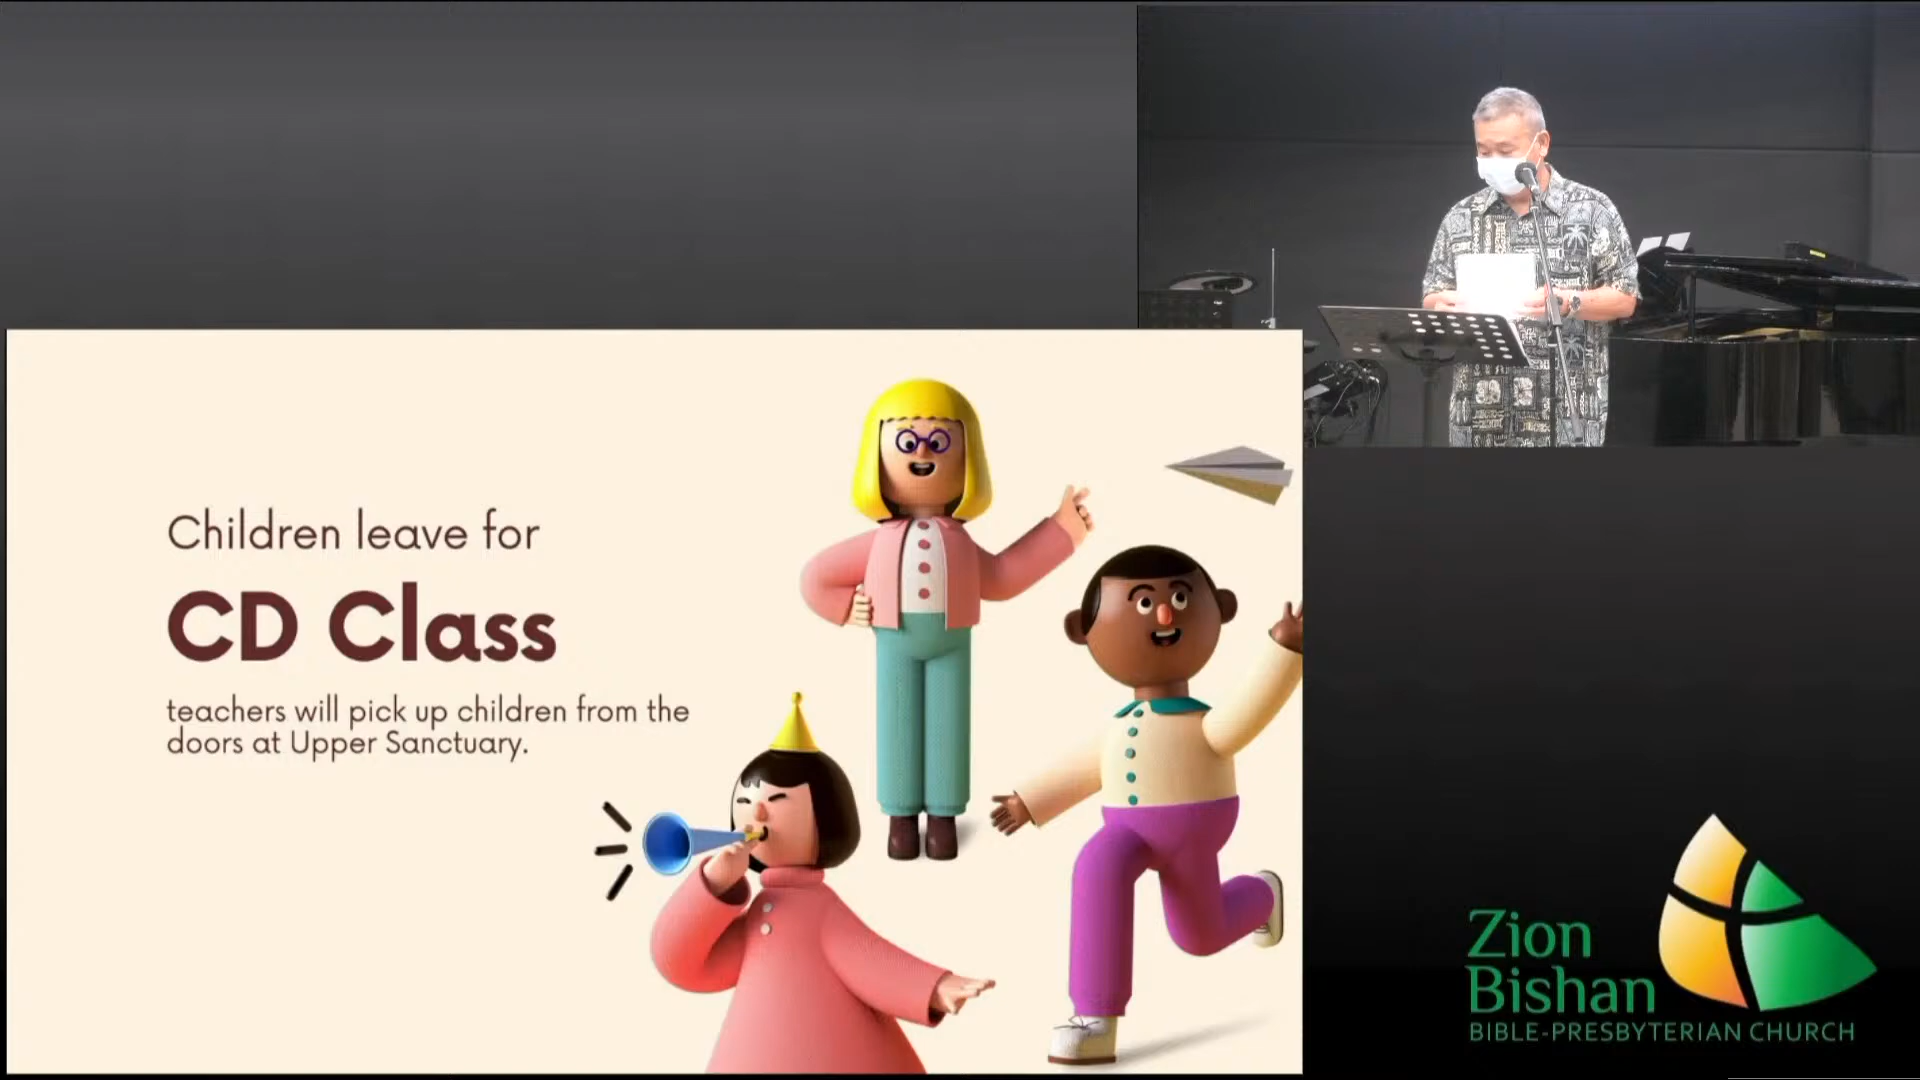 Children leave for
CD Class
teachers will pick up children from the
doors at Upper Sanctuary.
Zion
Bishan
BIBLE-PRESBYTERIAN CHURCH